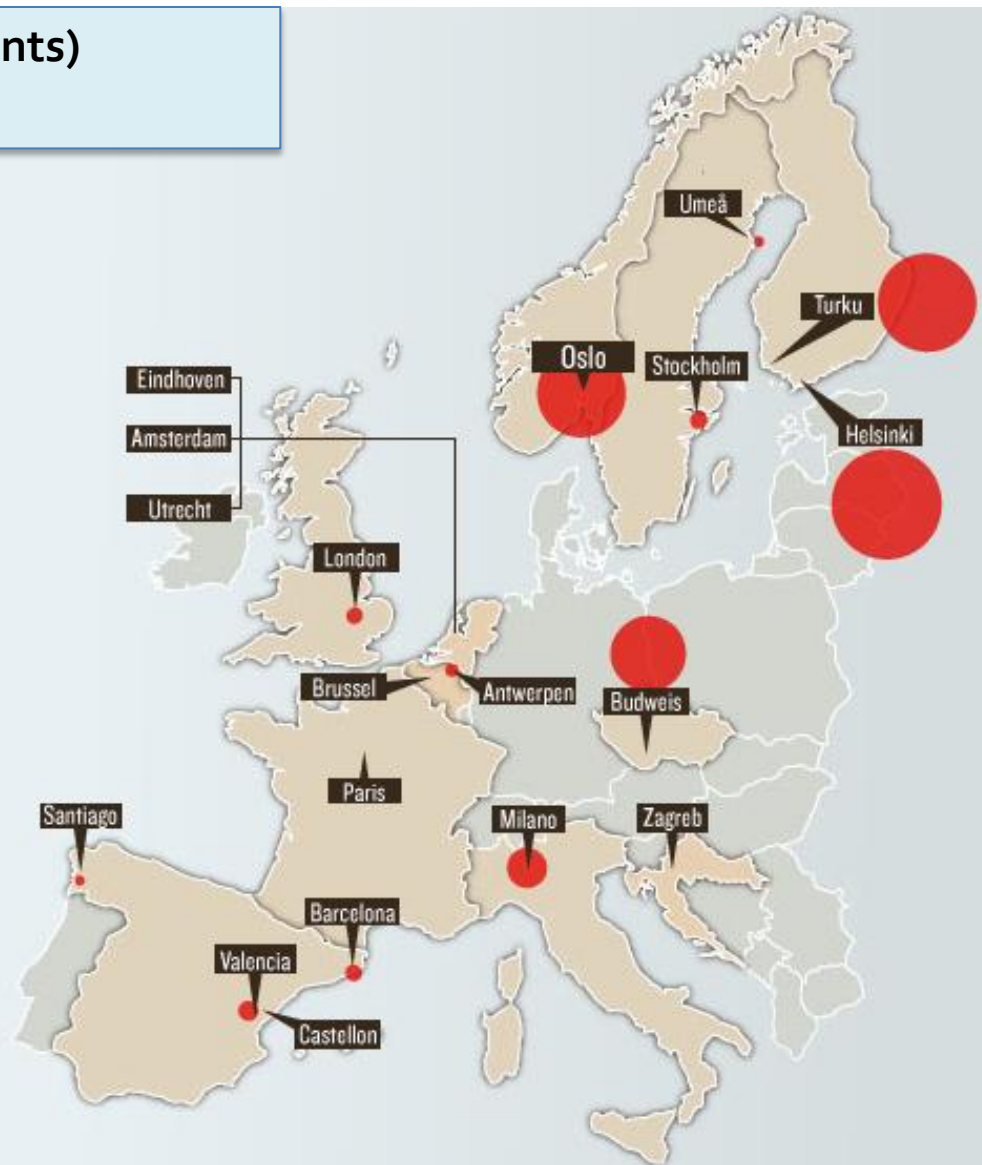 nts)
Umeå
Turku
Oslo
Stockholm
Eindhoven
Amsterdam
Helsinki
Utrecht
London
Brussel
Antwerpen
Budweis
Paris
Santiago
Milano
Zagreb
Barcelona
Valencia
Castellon